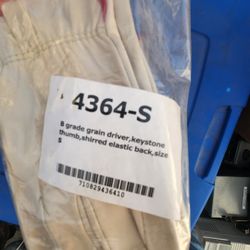 4364-S
B grade grain driver,keystone
thumb,shirred elastic back,size
S
710829436410